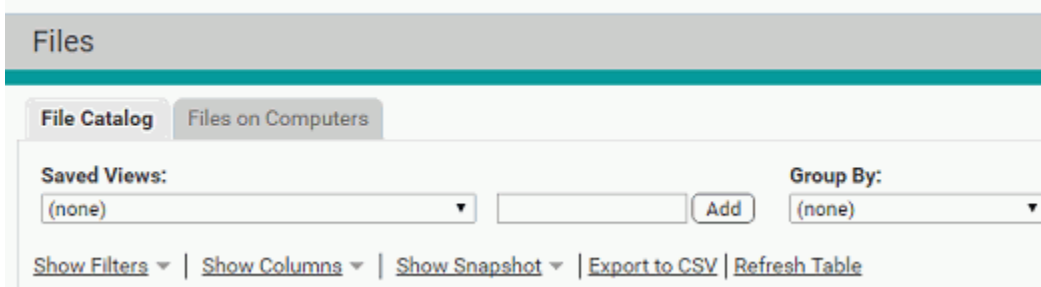 Files
File Catalog Files on Computers
Saved Views: Group By:
(none) Add (none)
Show Filters | Show Columns | Show Snapshot | Export to CSV | Refresh Table